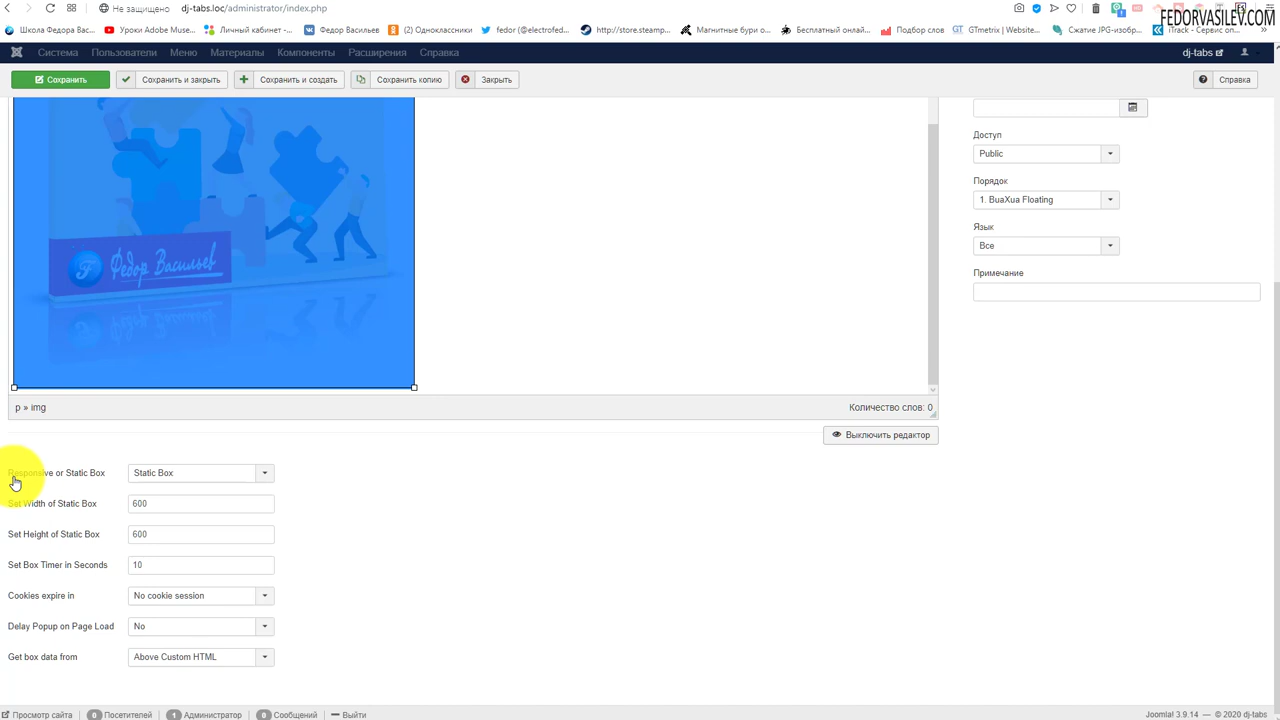 Не защищено dj-tabs.loc/administrator/index.php
FEDORVASILEV.COM
Школа Федора Вас... Уроки Adobe Muse... Личный кабинет -... Федор Васильев (2) Одноклассники fedor (@electrofed... http://store.steamp... Магнитные бури о... Бесплатный онлай... Подбор слов GTmetrix | Website... Сжатие JPG-изобр... iTrack - Сервис оп... »
Система Пользователи Меню Материалы Компоненты Расширения Справка dj-tabs
Сохранить Сохранить и закрыть Сохранить и создать Сохранить копию Закрыть Справка
Доступ
Public
Порядок
1. BuaXua Floating
Язык
Все
Примечание
F Федор Васильев
p » img Количество слов: 0
Выключить редактор
Responsive or Static Box Static Box
Set Width of Static Box 600
Set Height of Static Box 600
Set Box Timer in Seconds 10
Cookies expire in No cookie session
Delay Popup on Page Load No
Get box data from Above Custom HTML
Просмотр сайта 0 Посетителей 1 Администратор 0 Сообщений Выйти Joomla! 3.9.14 — © 2020 dj-tabs